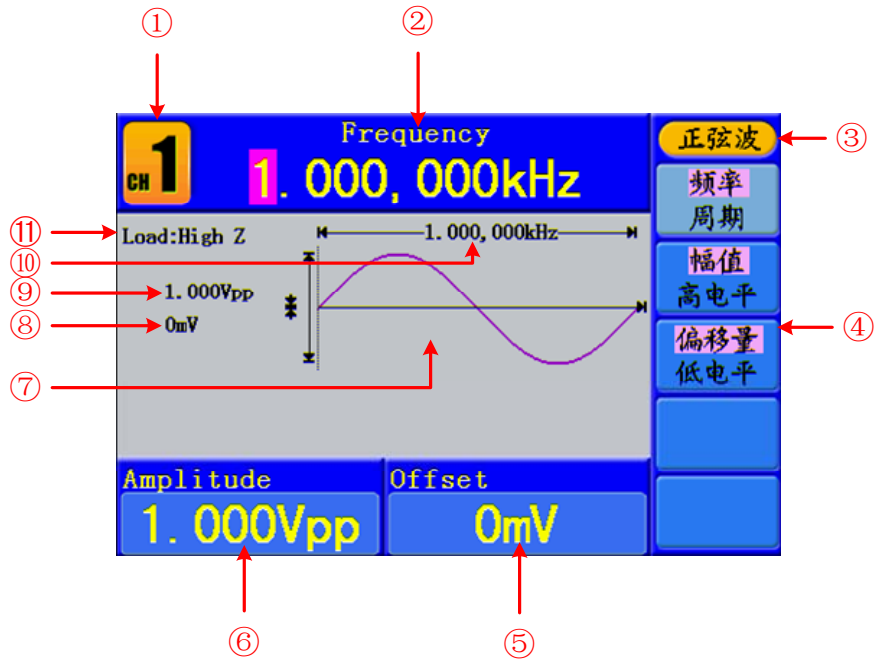 ① ②
CH 1
Frequency
1.000,000kHz
正弦波 ③
频率
周期
幅值
高电平
偏移量 ④
低电平
⑪ Load:High Z
1.000,000kHz
⑩
⑨ 1.000Vpp
⑧ 0mV
⑦
Amplitude
1.000Vpp
Offset
0mV
⑥ ⑤